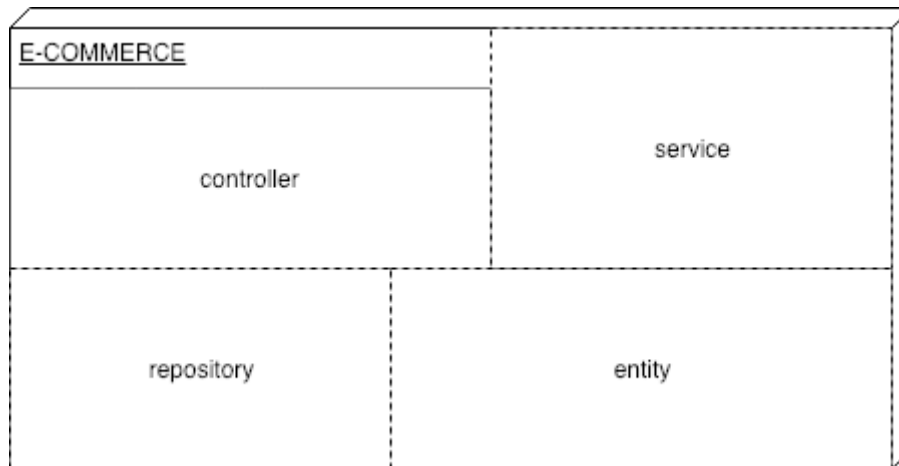 E-COMMERCE
service
controller
repository
entity